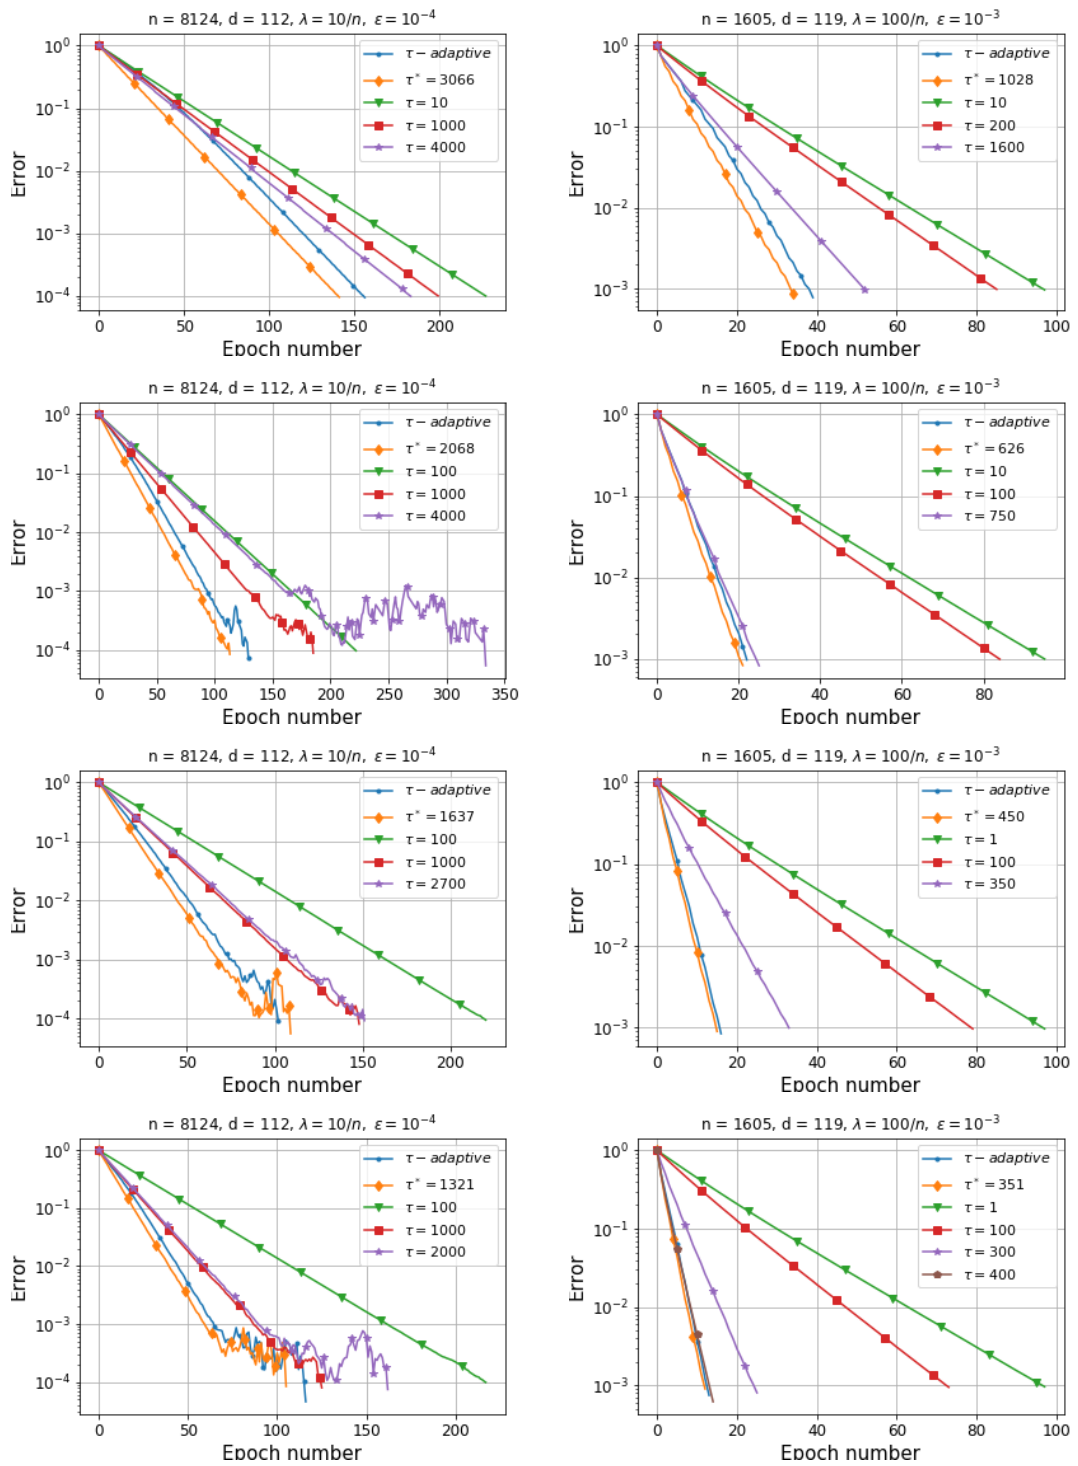 n = 8124, d = 112, λ = 10/n, ε = 10⁻⁴
Error
10⁰
10⁻¹
10⁻²
10⁻³
10⁻⁴
τ − adaptive
τ* = 3066
τ = 10
τ = 1000
τ = 4000
0 50 100 150 200
Epoch number
n = 1605, d = 119, λ = 100/n, ε = 10⁻³
Error
10⁰
10⁻¹
10⁻²
10⁻³
τ − adaptive
τ* = 1028
τ = 10
τ = 200
τ = 1600
0 20 40 60 80 100
Epoch number
n = 8124, d = 112, λ = 10/n, ε = 10⁻⁴
Error
10⁰
10⁻¹
10⁻²
10⁻³
10⁻⁴
τ − adaptive
τ* = 2068
τ = 100
τ = 1000
τ = 4000
0 50 100 150 200 250 300 350
Epoch number
n = 1605, d = 119, λ = 100/n, ε = 10⁻³
Error
10⁰
10⁻¹
10⁻²
10⁻³
τ − adaptive
τ* = 626
τ = 10
τ = 100
τ = 750
0 20 40 60 80
Epoch number
n = 8124, d = 112, λ = 10/n, ε = 10⁻⁴
Error
10⁰
10⁻¹
10⁻²
10⁻³
10⁻⁴
τ − adaptive
τ* = 1637
τ = 100
τ = 1000
τ = 2700
0 50 100 150 200
Epoch number
n = 1605, d = 119, λ = 100/n, ε = 10⁻³
Error
10⁰
10⁻¹
10⁻²
10⁻³
τ − adaptive
τ* = 450
τ = 1
τ = 100
τ = 350
0 20 40 60 80 100
Epoch number
n = 8124, d = 112, λ = 10/n, ε = 10⁻⁴
Error
10⁰
10⁻¹
10⁻²
10⁻³
10⁻⁴
τ − adaptive
τ* = 1321
τ = 100
τ = 1000
τ = 2000
0 50 100 150 200
Epoch number
n = 1605, d = 119, λ = 100/n, ε = 10⁻³
Error
10⁰
10⁻¹
10⁻²
10⁻³
τ − adaptive
τ* = 351
τ = 1
τ = 100
τ = 300
τ = 400
0 20 40 60 80 100
Epoch number